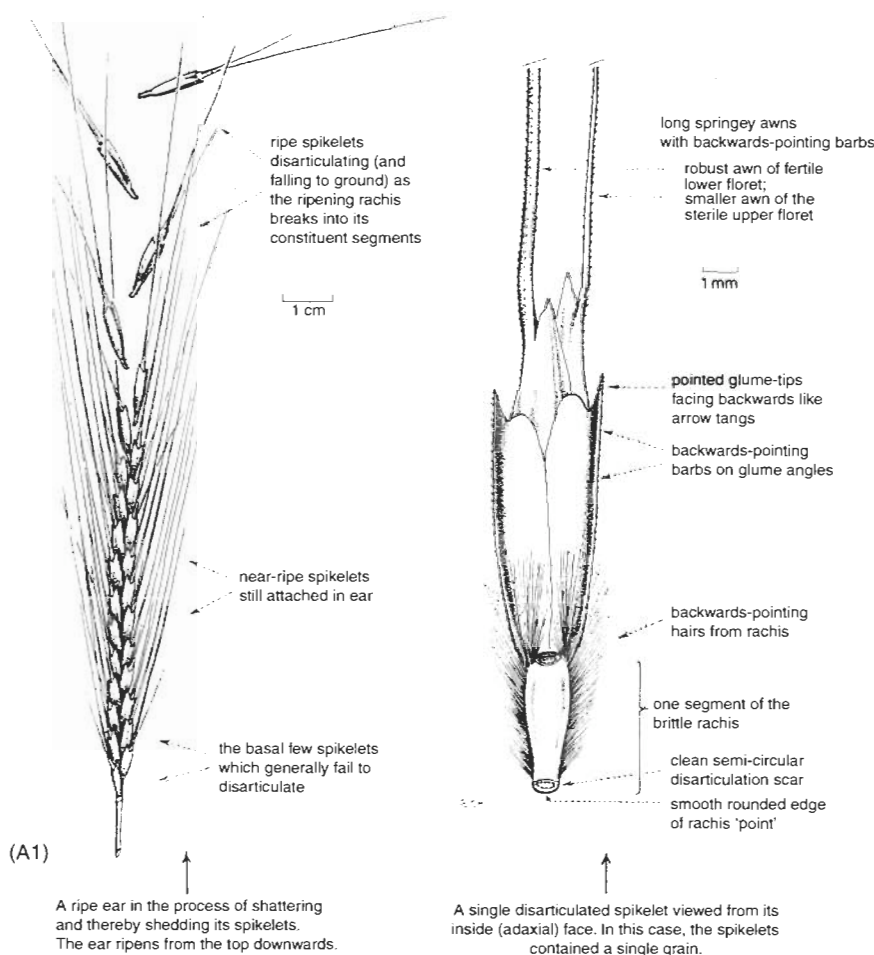 ripe spikelets
disarticulating (and
falling to ground) as
the ripening rachis
breaks into its
constituent segments
1 cm
near-ripe spikelets
still attached in ear
the basal few spikelets
which generally fail to
disarticulate
(A1)
A ripe ear in the process of shattering
and thereby shedding its spikelets.
The ear ripens from the top downwards.
long springey awns
with backwards-pointing barbs
robust awn of fertile
lower floret;
smaller awn of the
sterile upper floret
1 mm
pointed glume-tips
facing backwards like
arrow tangs
backwards-pointing
barbs on glume angles
backwards-pointing
hairs from rachis
one segment of the
brittle rachis
clean semi-circular
disarticulation scar
smooth rounded edge
of rachis 'point'
A single disarticulated spikelet viewed from its
inside (adaxial) face. In this case, the spikelets
contained a single grain.